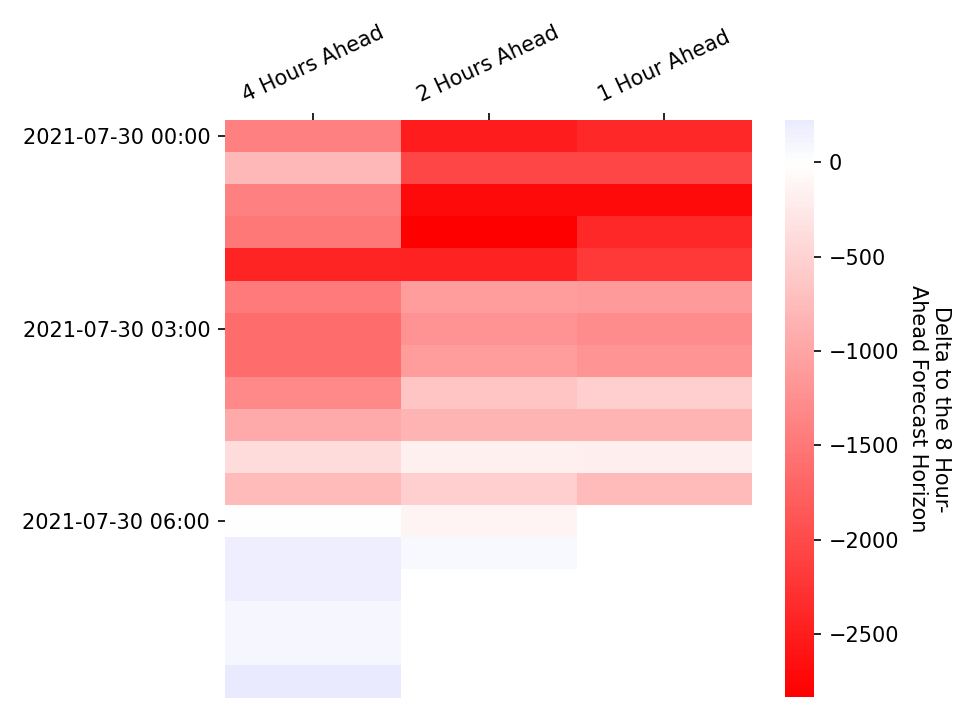 4 Hours Ahead
2 Hours Ahead
1 Hour Ahead
2021-07-30 00:00
2021-07-30 03:00
2021-07-30 06:00
0
−500
−1000
−1500
−2000
−2500
Delta to the 8 Hour-
Ahead Forecast Horizon